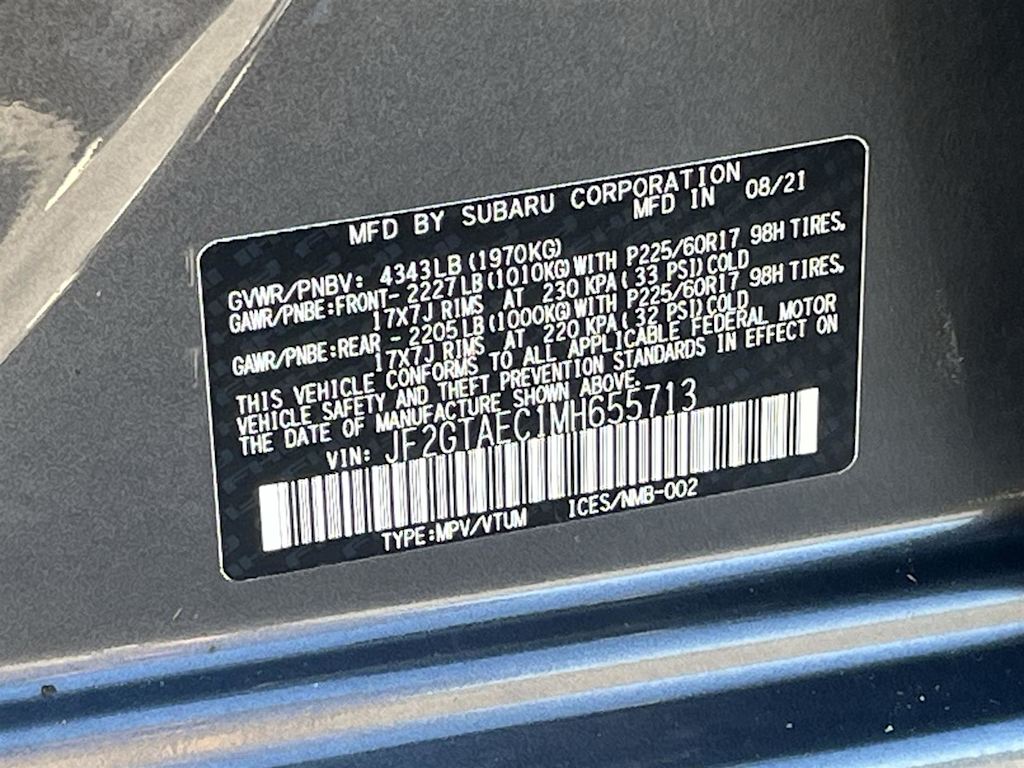 MFD BY SUBARU CORPORATION
MFD IN 08/21
GVWR/PNBV: 4343LB (1970KG)
GAWR/PNBE:FRONT- 2227LB (1010KG) WITH P225/60R17 98H TIRES,
17X7J RIMS AT 230 KPA ( 33 PSI) COLD
GAWR/PNBE:REAR - 2205LB (1000KG) WITH P225/60R17 98H TIRES,
17X7J RIMS AT 220 KPA ( 32 PSI) COLD
THIS VEHICLE CONFORMS TO ALL APPLICABLE FEDERAL MOTOR
VEHICLE SAFETY AND THEFT PREVENTION STANDARDS IN EFFECT ON
THE DATE OF MANUFACTURE SHOWN ABOVE.
VIN: JF2GTAEC1MH655713
TYPE:MPV/VTUM ICES/NMB-002